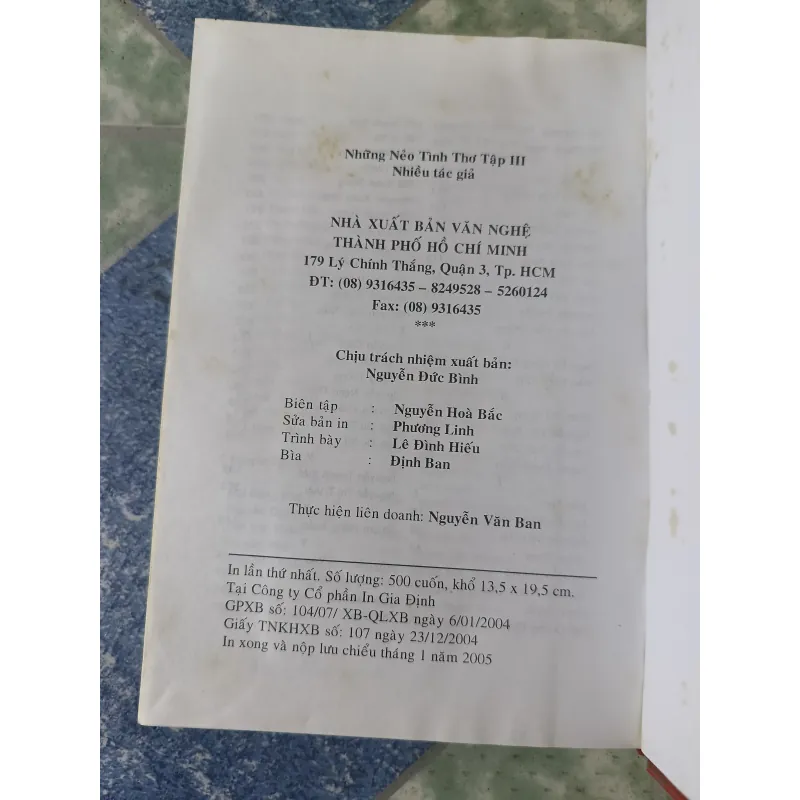 Những Nẻo Tình Thơ Tập III
Nhiều tác giả
NHÀ XUẤT BẢN VĂN NGHỆ
THÀNH PHỐ HỒ CHÍ MINH
179 Lý Chính Thắng, Quận 3, Tp. HCM
ĐT: (08) 9316435 – 8249528 – 5260124
Fax: (08) 9316435
***
Chịu trách nhiệm xuất bản:
Nguyễn Đức Bình
Biên tập : Nguyễn Hoà Bắc
Sửa bản in : Phương Linh
Trình bày : Lê Đình Hiếu
Bìa : Định Ban
Thực hiện liên doanh: Nguyễn Văn Ban
In lần thứ nhất. Số lượng: 500 cuốn, khổ 13,5 x 19,5 cm.
Tại Công ty Cổ phần In Gia Định
GPXB số: 104/07/ XB-QLXB ngày 6/01/2004
Giấy TNKHXB số: 107 ngày 23/12/2004
In xong và nộp lưu chiểu tháng 1 năm 2005